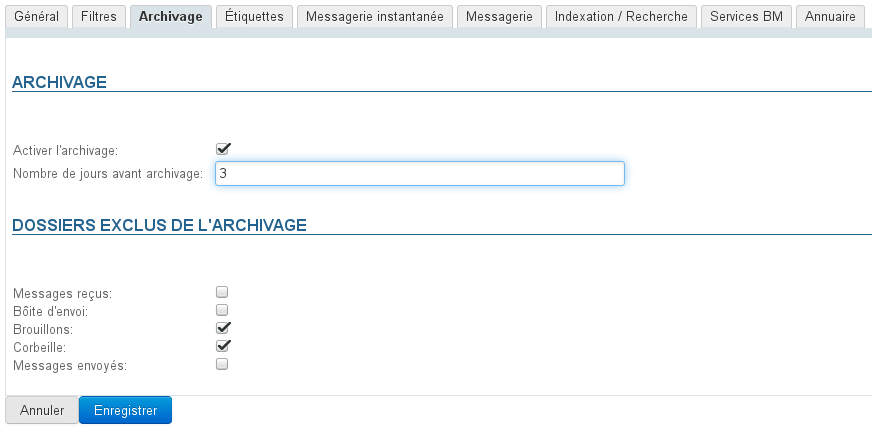 Général Filtres Archivage Étiquettes Messagerie instantanée Messagerie Indexation / Recherche Services BM Annuaire
ARCHIVAGE
Activer l'archivage:
Nombre de jours avant archivage: 3
DOSSIERS EXCLUS DE L'ARCHIVAGE
Messages reçus:
Bôite d'envoi:
Brouillons:
Corbeille:
Messages envoyés:
Annuler Enregistrer